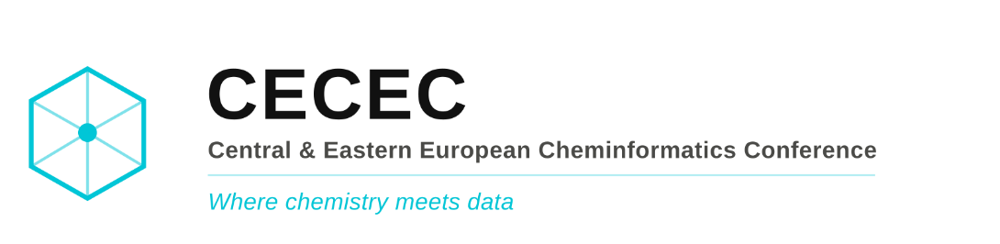 CECEC
Central & Eastern European Cheminformatics Conference
Where chemistry meets data